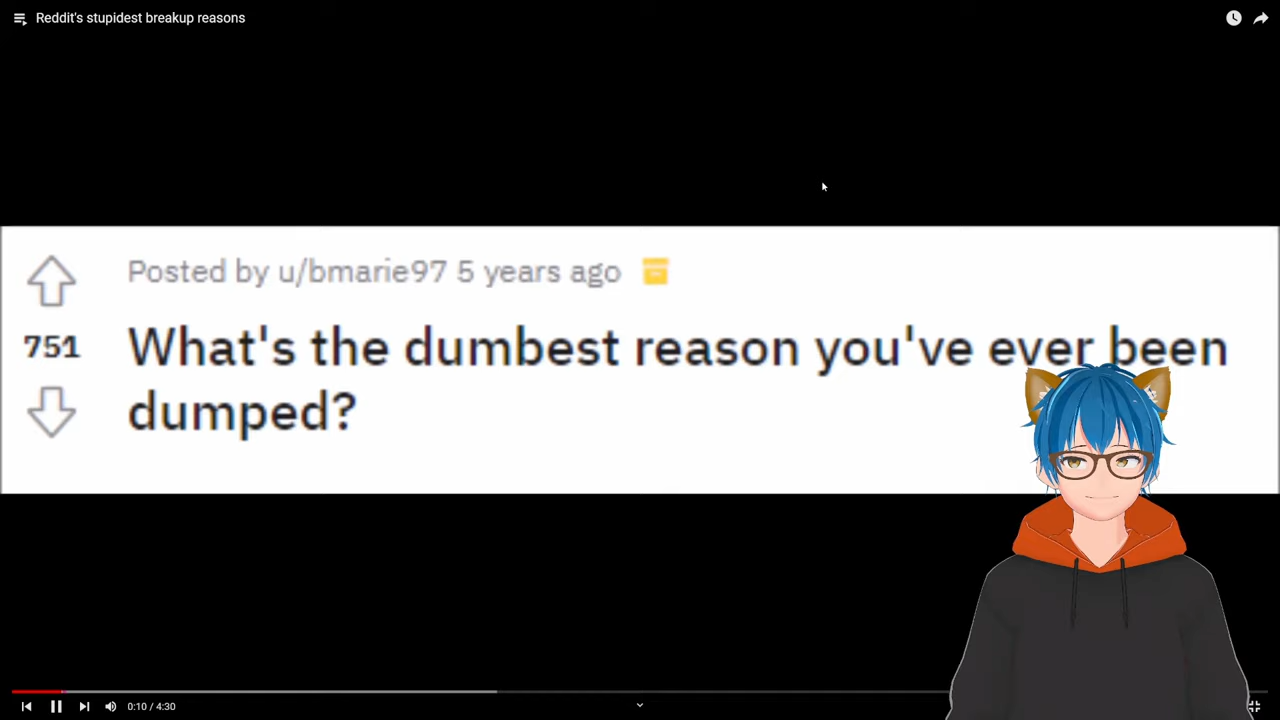 Reddit's stupidest breakup reasons
Posted by u/bmarie97 5 years ago
751
What's the dumbest reason you've ever been
dumped?
0:10 / 4:30